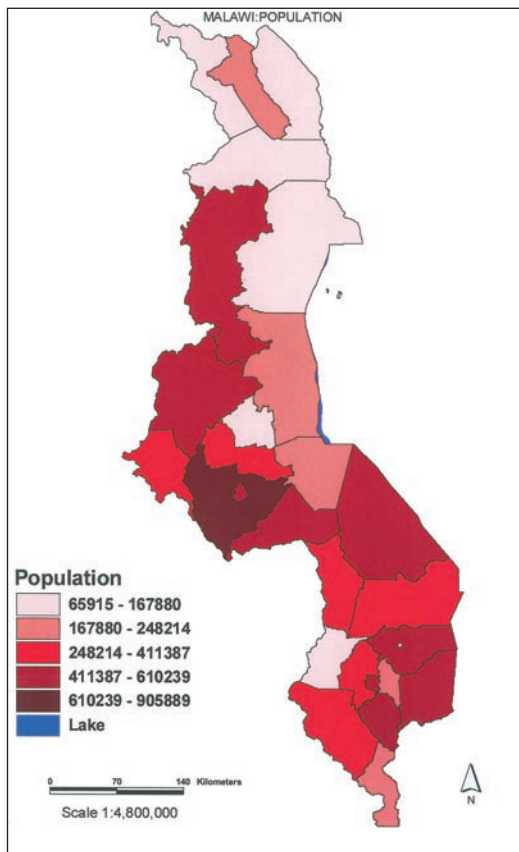 MALAWI:POPULATION
Population
65915 - 167880
167880 - 248214
248214 - 411387
411387 - 610239
610239 - 905889
Lake
0 70 140 Kilometers
Scale 1:4,800,000
N